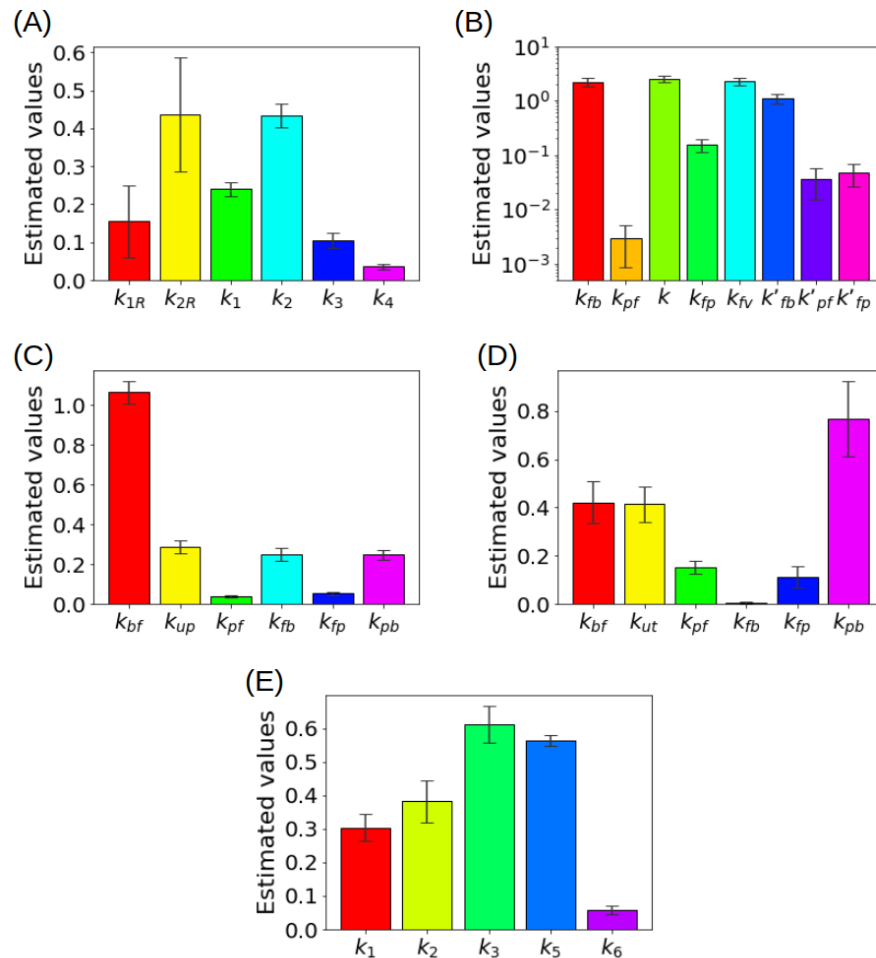 (A)
Estimated values
0.6
0.5
0.4
0.3
0.2
0.1
0.0
k1R k2R k1 k2 k3 k4
(B)
Estimated values
10^1
10^0
10^-1
10^-2
10^-3
kfb kpf k kfp kfv k'fb k'pf k'fp
(C)
Estimated values
1.0
0.8
0.6
0.4
0.2
0.0
kbf kup kpf kfb kfp kpb
(D)
Estimated values
0.8
0.6
0.4
0.2
0.0
kbf kut kpf kfb kfp kpb
(E)
Estimated values
0.6
0.5
0.4
0.3
0.2
0.1
0.0
k1 k2 k3 k5 k6